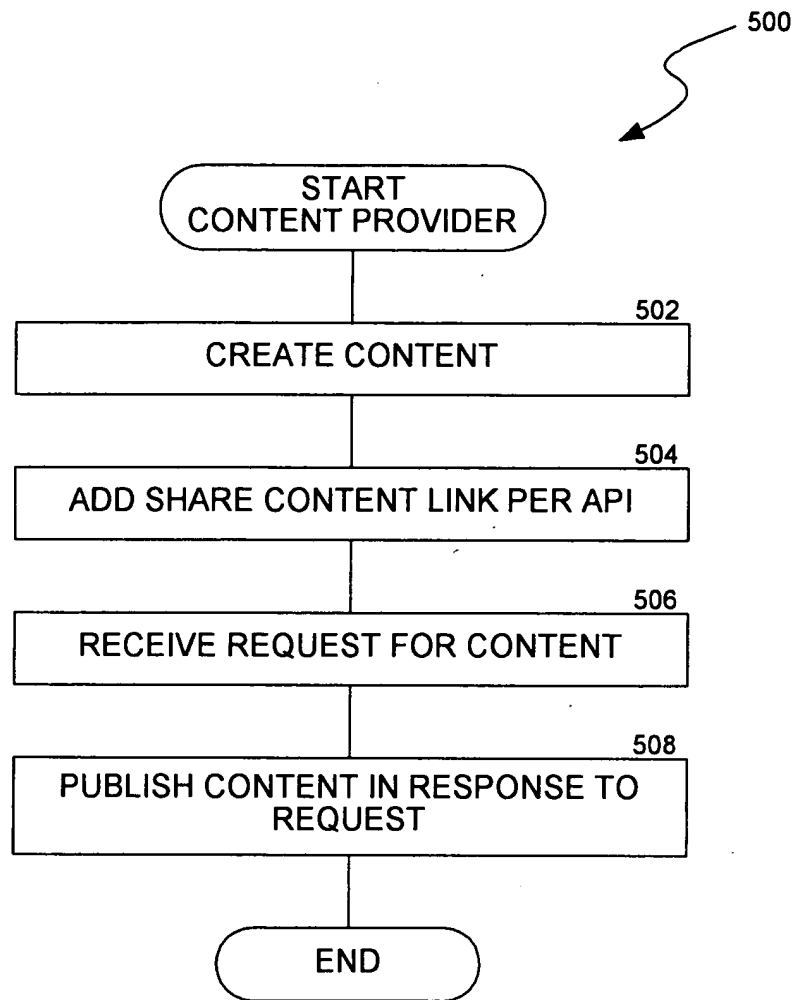 500
START
CONTENT PROVIDER
502
CREATE CONTENT
504
ADD SHARE CONTENT LINK PER API
506
RECEIVE REQUEST FOR CONTENT
508
PUBLISH CONTENT IN RESPONSE TO
REQUEST
END